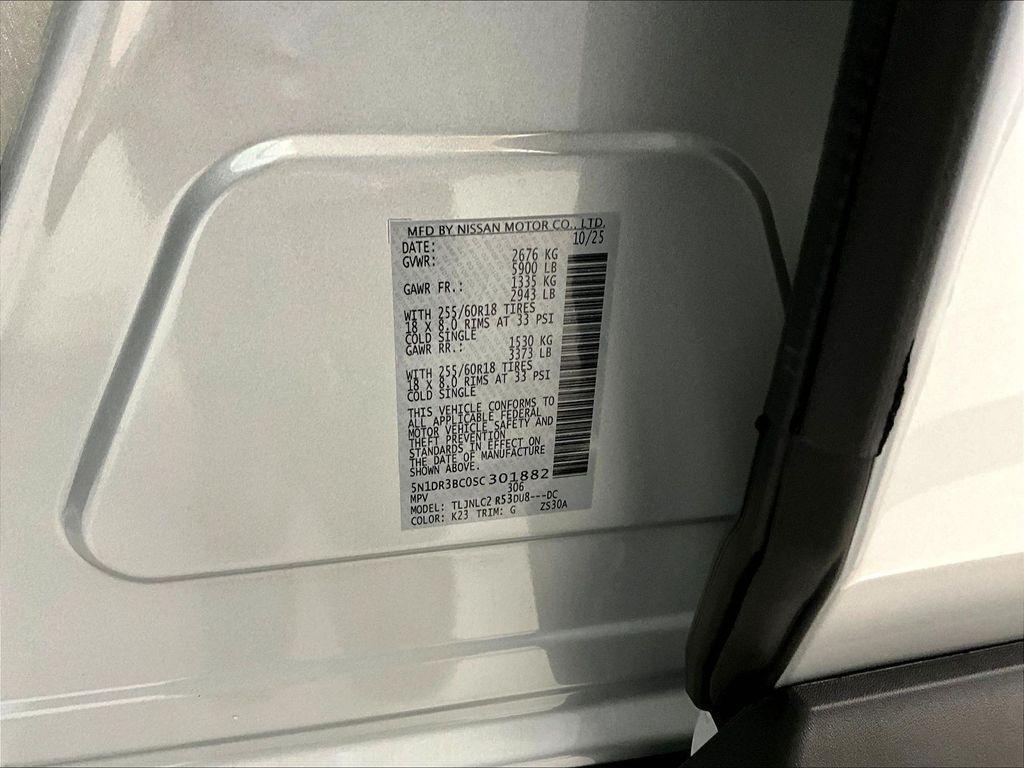 MFD BY NISSAN MOTOR CO., LTD.
DATE: 10/25
GVWR: 2676 KG
5900 LB
GAWR FR.: 1335 KG
2943 LB
WITH 255/60R18 TIRES
18 X 8.0 RIMS AT 33 PSI
COLD SINGLE
GAWR RR.: 1530 KG
3373 LB
WITH 255/60R18 TIRES
18 X 8.0 RIMS AT 33 PSI
COLD SINGLE
THIS VEHICLE CONFORMS TO
ALL APPLICABLE FEDERAL
MOTOR VEHICLE SAFETY AND
THEFT PREVENTION
STANDARDS IN EFFECT ON
THE DATE OF MANUFACTURE
SHOWN ABOVE.
5N1DR3BC0SC301882
MPV 306
MODEL: TLJNLC2 R53DU8---DC
COLOR: K23 TRIM: G ZS30A